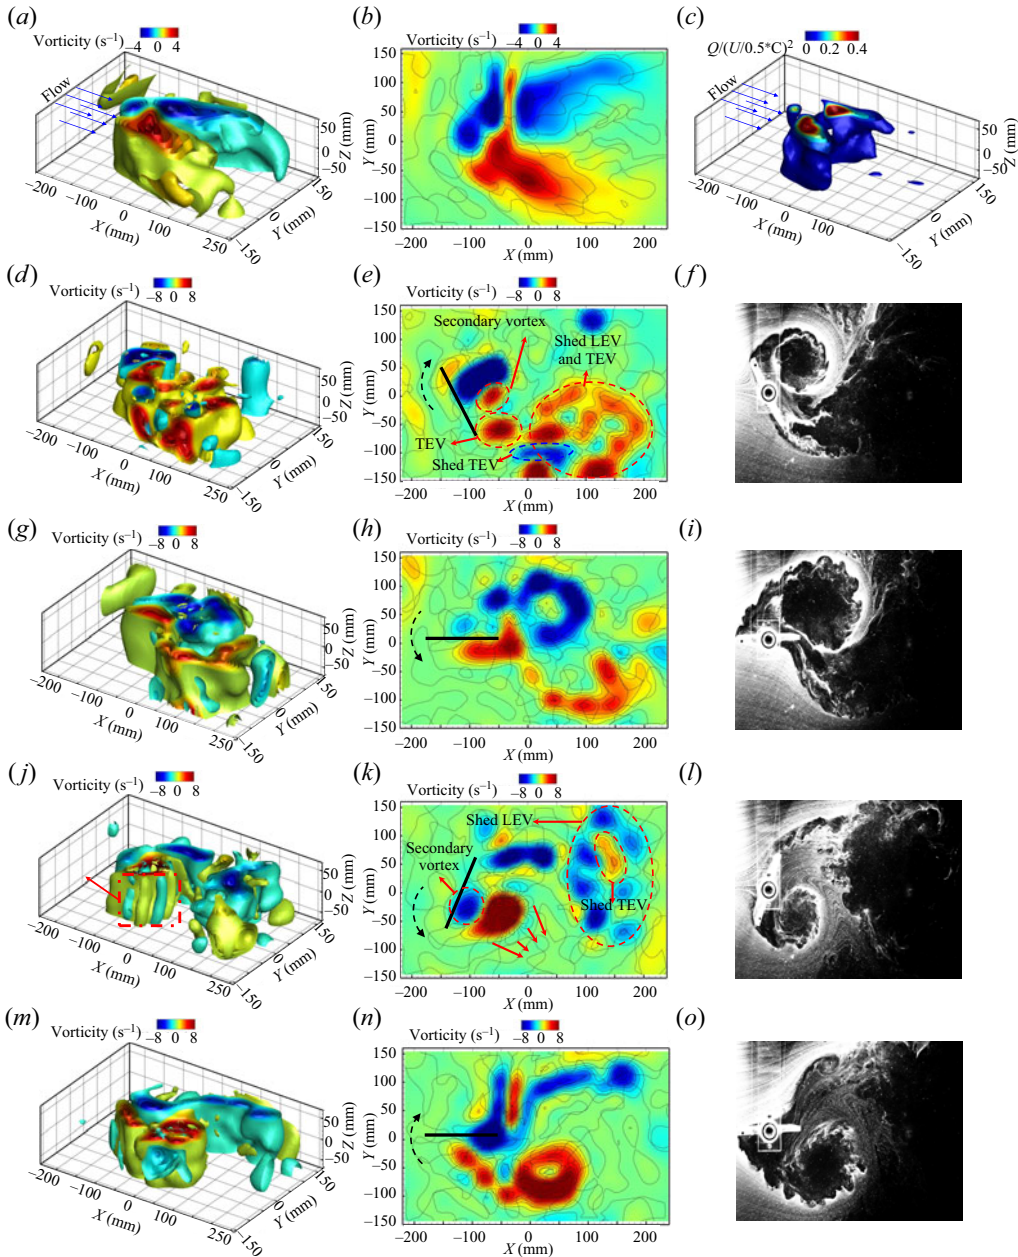 (a)
Vorticity (s⁻¹)
−4 0 4
Flow
50
0
−50
Z (mm)
−200
−100
0
100
250
X (mm)
150
0
−150
Y (mm)
(b)
Vorticity (s⁻¹)
−4 0 4
150
100
50
0
−50
−100
−150
Y (mm)
−200 −100 0 100 200
X (mm)
(c)
Q/(U/0.5*C)²
0 0.2 0.4
Flow
50
0
−50
Z (mm)
−200
−100
0
100
X (mm)
150
0
−150
Y (mm)
(d)
Vorticity (s⁻¹)
−8 0 8
50
0
−50
Z (mm)
−200
−100
0
100
250
X (mm)
150
0
−150
Y (mm)
(e)
Vorticity (s⁻¹)
−8 0 8
150
100
50
0
−50
−100
−150
Y (mm)
Secondary vortex
Shed LEV
and TEV
TEV
Shed TEV
−200 −100 0 100 200
X (mm)
(f)
(g)
Vorticity (s⁻¹)
−8 0 8
50
0
−50
Z (mm)
−200
−100
0
100
250
X (mm)
150
0
−150
Y (mm)
(h)
Vorticity (s⁻¹)
−8 0 8
150
100
50
0
−50
−100
−150
Y (mm)
−200 −100 0 100 200
X (mm)
(i)
(j)
Vorticity (s⁻¹)
−8 0 8
50
0
−50
Z (mm)
−200
−100
0
100
250
X (mm)
150
0
−150
Y (mm)
(k)
Vorticity (s⁻¹)
−8 0 8
150
100
50
0
−50
−100
−150
Y (mm)
Shed LEV
Secondary
vortex
Shed TEV
−200 −100 0 100 200
X (mm)
(l)
(m)
Vorticity (s⁻¹)
−8 0 8
50
0
−50
Z (mm)
−200
−100
0
100
250
X (mm)
150
0
−150
Y (mm)
(n)
Vorticity (s⁻¹)
−8 0 8
150
100
50
0
−50
−100
−150
Y (mm)
−200 −100 0 100 200
X (mm)
(o)